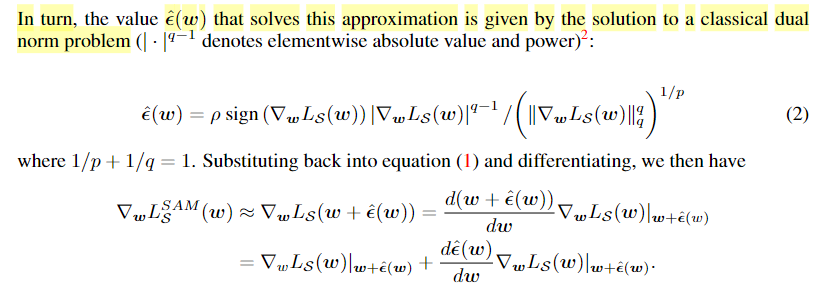 In turn, the value ϵ̂(w) that solves this approximation is given by the solution to a classical dual
norm problem (| · |^{q−1} denotes elementwise absolute value and power)²:
ϵ̂(w) = ρ sign (∇_w L_S(w)) |∇_w L_S(w)|^{q−1} / (‖∇_w L_S(w)‖_q^q)^{1/p} (2)
where 1/p + 1/q = 1. Substituting back into equation (1) and differentiating, we then have
∇_w L_S^{SAM}(w) ≈ ∇_w L_S(w + ϵ̂(w)) = d(w + ϵ̂(w))/dw ∇_w L_S(w)|_{w+ϵ̂(w)}
= ∇_w L_S(w)|_{w+ϵ̂(w)} + dϵ̂(w)/dw ∇_w L_S(w)|_{w+ϵ̂(w)}.